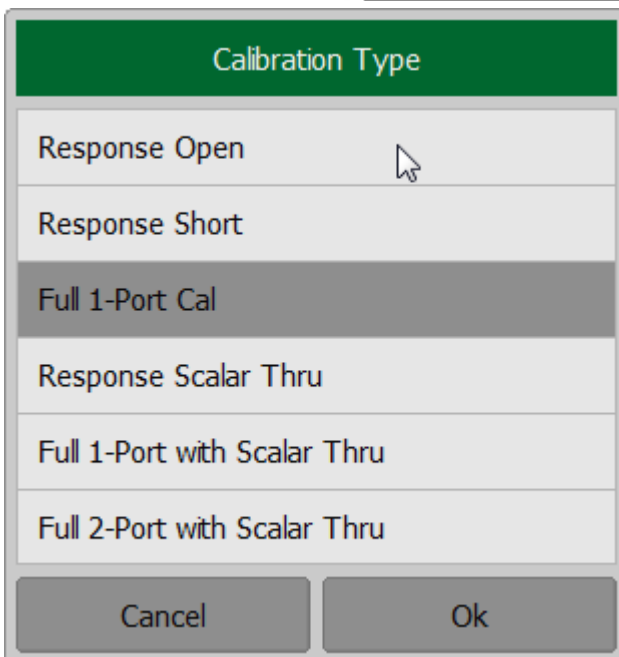 Calibration Type
Response Open
Response Short
Full 1-Port Cal
Response Scalar Thru
Full 1-Port with Scalar Thru
Full 2-Port with Scalar Thru
Cancel
Ok